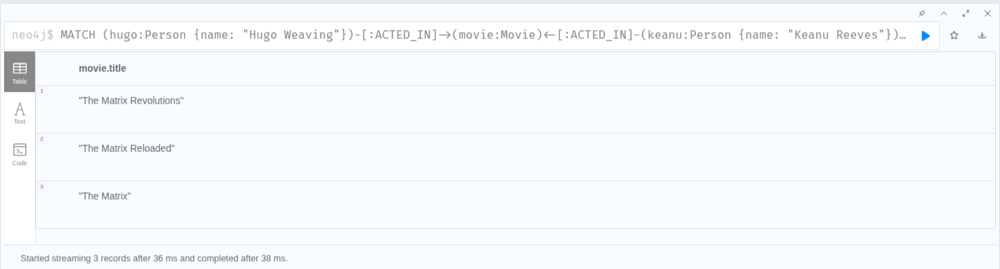 neo4j$ MATCH (hugo:Person {name: "Hugo Weaving"})-[:ACTED_IN]->(movie:Movie)<-[:ACTED_IN]-(keanu:Person {name: "Keanu Reeves"})…
Table
movie.title
1
"The Matrix Revolutions"
Text
2
"The Matrix Reloaded"
Code
3
"The Matrix"
Started streaming 3 records after 36 ms and completed after 38 ms.